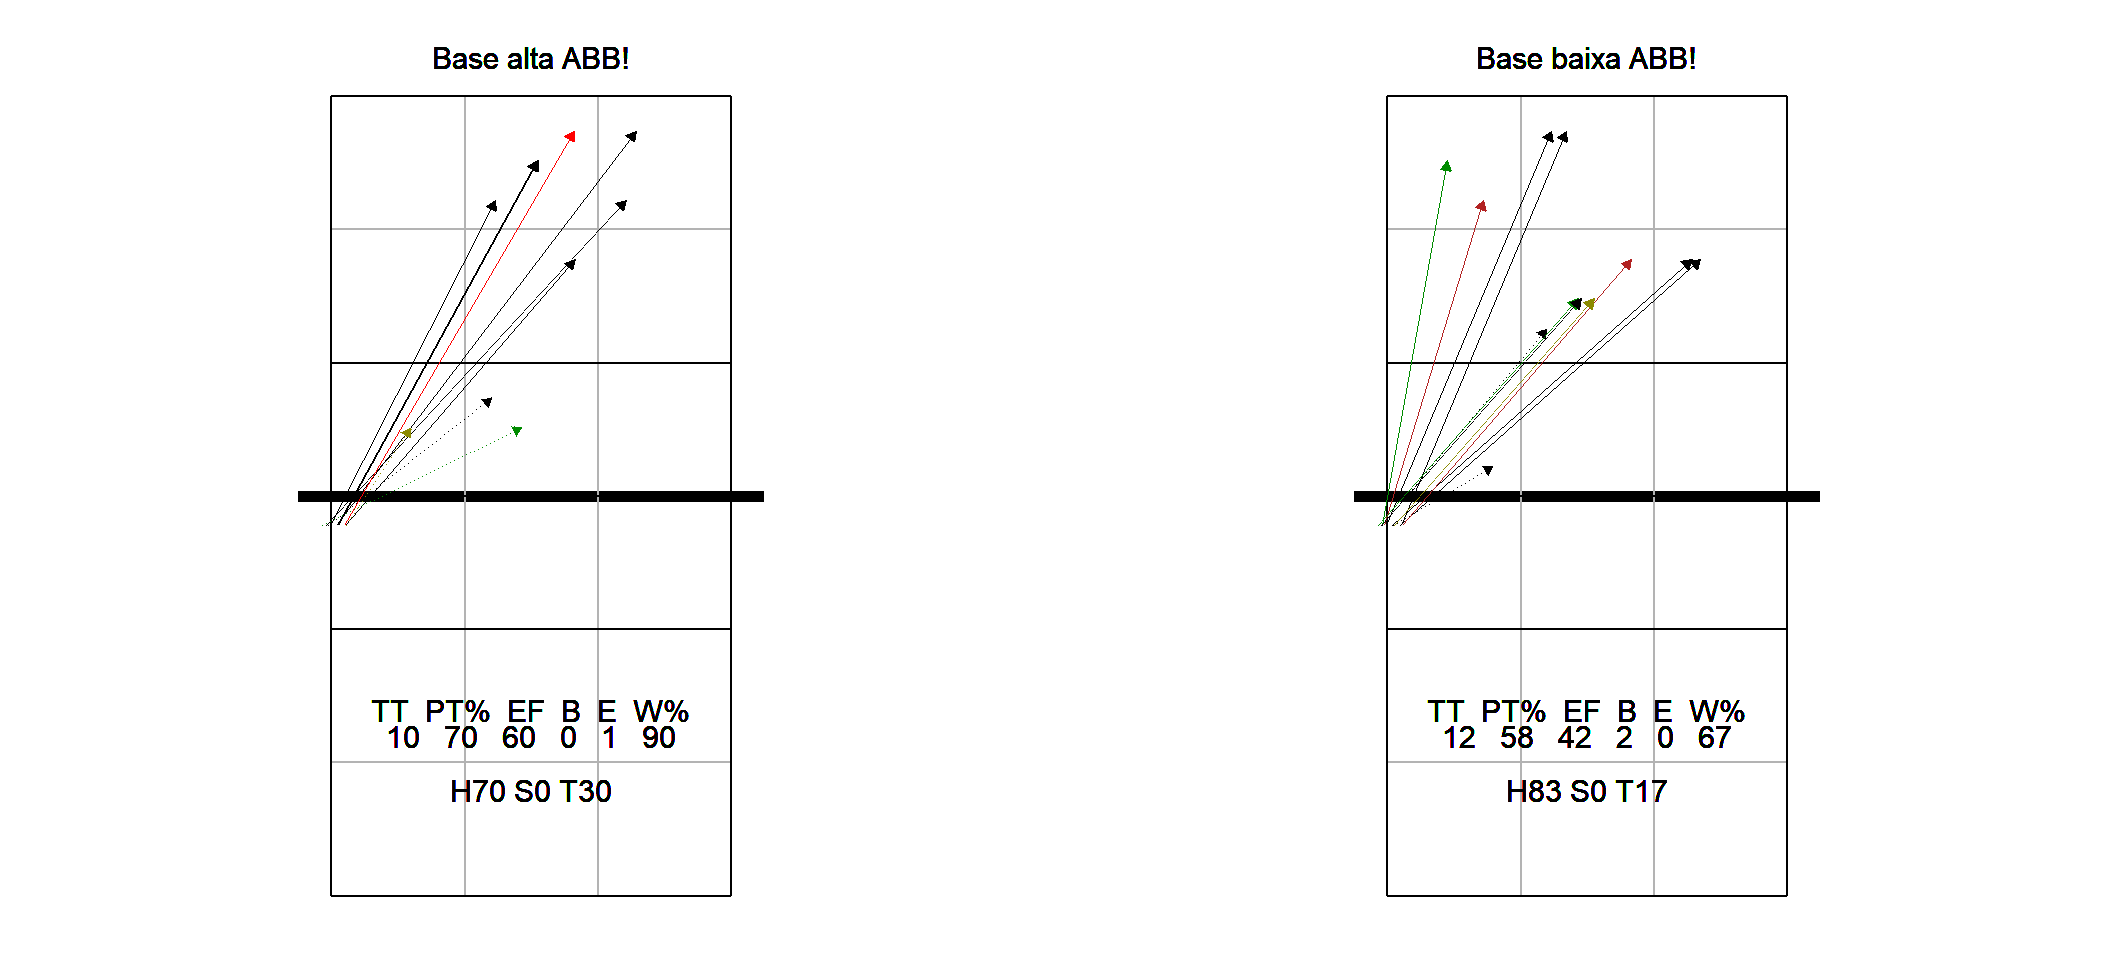 Base alta ABB!
TT PT% EF B E W%
10 70 60 0 1 90
H70 S0 T30
Base baixa ABB!
TT PT% EF B E W%
12 58 42 2 0 67
H83 S0 T17